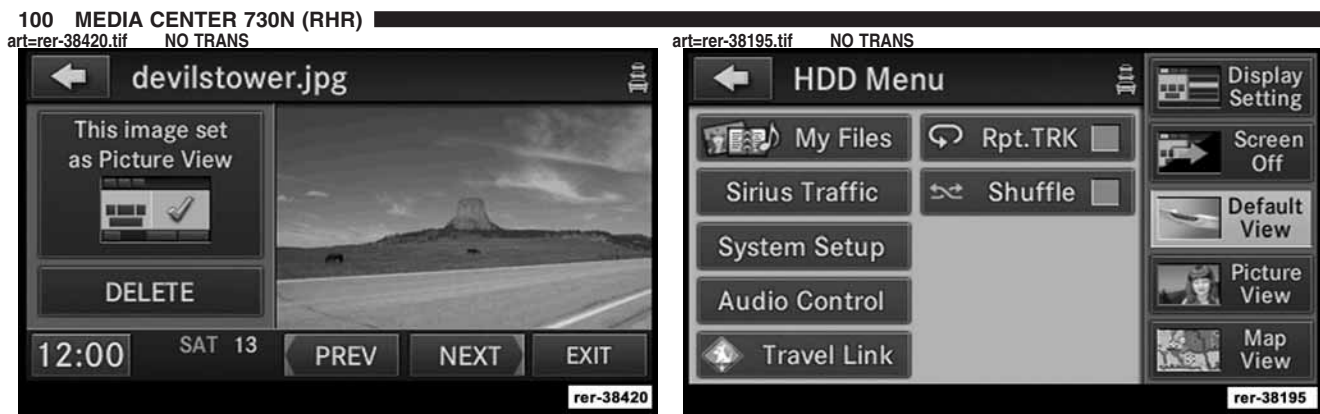 100 MEDIA CENTER 730N (RHR)
art=rer-38420.tif NO TRANS
devilstower.jpg
This image set
as Picture View
DELETE
12:00
SAT 13
PREV
NEXT
EXIT
rer-38420
art=rer-38195.tif NO TRANS
HDD Menu
My Files
Rpt.TRK
Sirius Traffic
Shuffle
System Setup
Audio Control
Travel Link
Display
Setting
Screen
Off
Default
View
Picture
View
Map
View
rer-38195